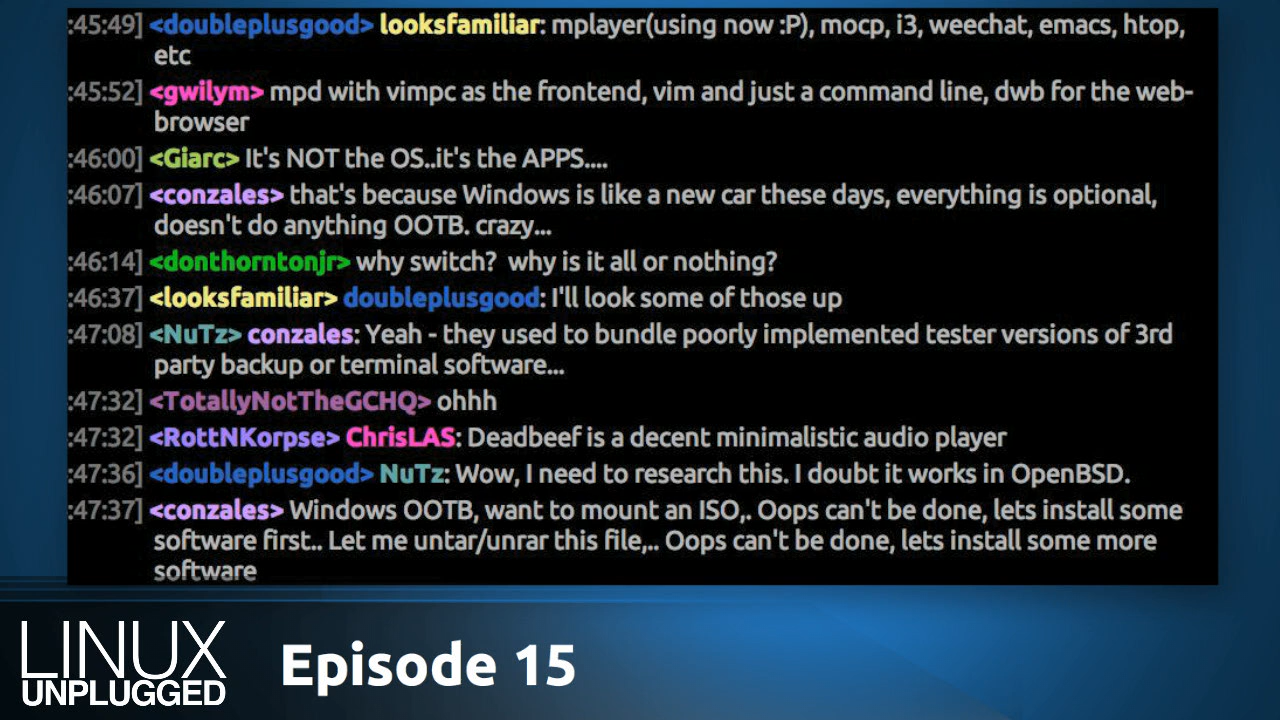 :45:49] <doubleplusgood> looksfamiliar: mplayer(using now :P), mocp, i3, weechat, emacs, htop,
etc
:45:52] <gwilym> mpd with vimpc as the frontend, vim and just a command line, dwb for the web-
browser
:46:00] <Giarc> It's NOT the OS..it's the APPS....
:46:07] <conzales> that's because Windows is like a new car these days, everything is optional,
doesn't do anything OOTB. crazy...
:46:14] <donthorntonjr> why switch?  why is it all or nothing?
:46:37] <looksfamiliar> doubleplusgood: I'll look some of those up
:47:08] <NuTz> conzales: Yeah - they used to bundle poorly implemented tester versions of 3rd
party backup or terminal software...
:47:32] <TotallyNotTheGCHQ> ohhh
:47:32] <RottNKorpse> ChrisLAS: Deadbeef is a decent minimalistic audio player
:47:36] <doubleplusgood> NuTz: Wow, I need to research this. I doubt it works in OpenBSD.
:47:37] <conzales> Windows OOTB, want to mount an ISO,. Oops can't be done, lets install some
software first.. Let me untar/unrar this file,.. Oops can't be done, lets install some more
software
LINUX
UNPLUGGED
Episode 15